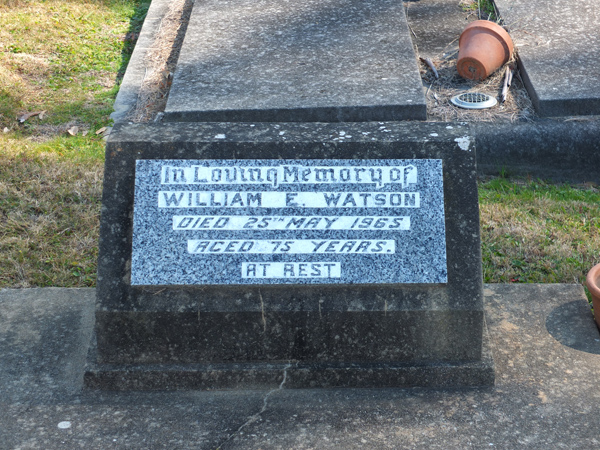 In Loving Memory of
WILLIAM E. WATSON
DIED 25TH MAY 1965
AGED 75 YEARS.
AT REST